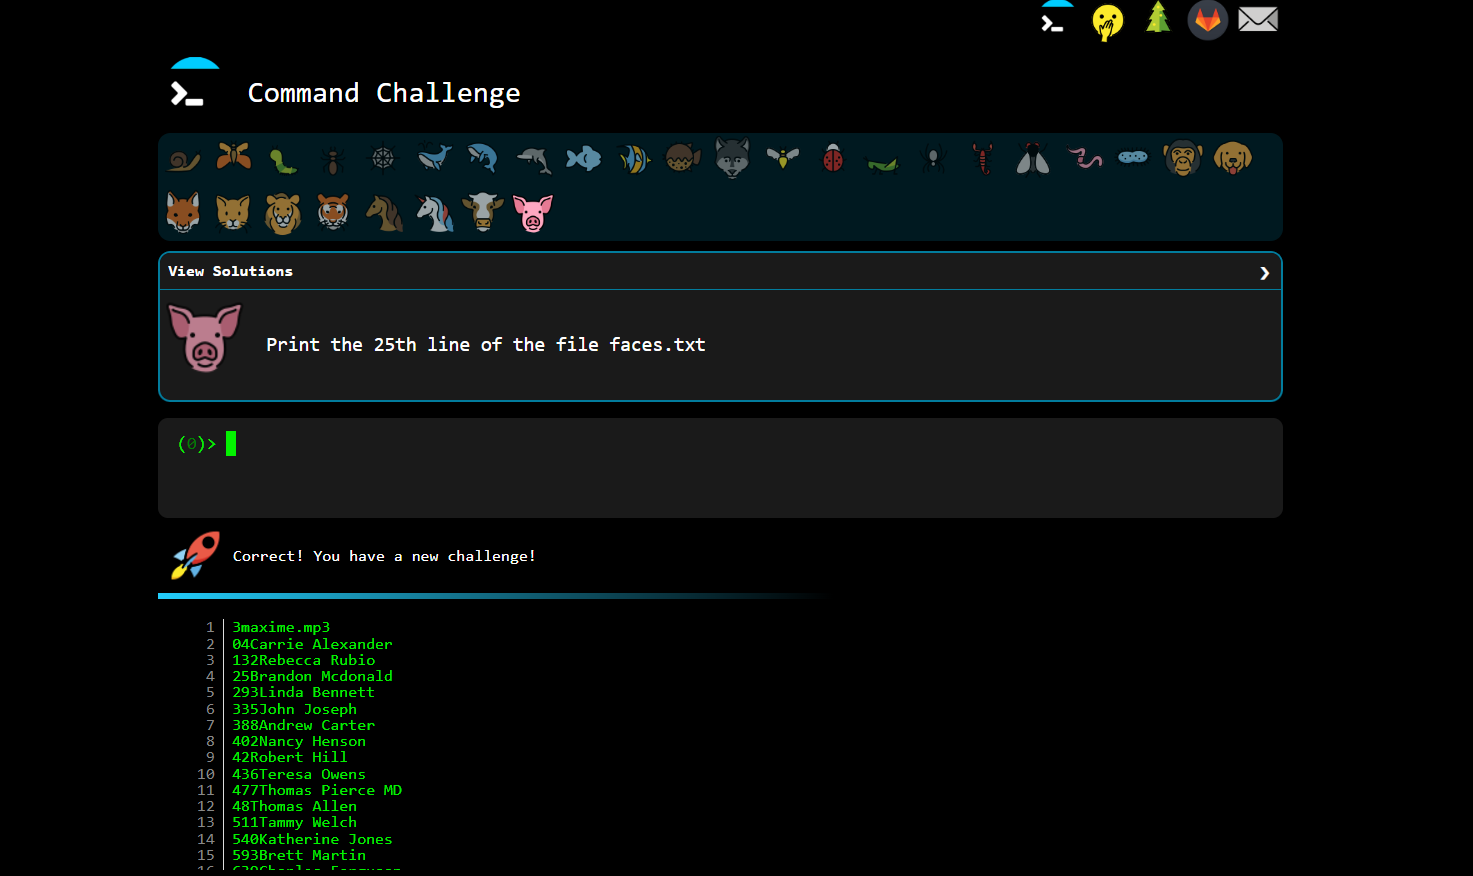 Command Challenge
View Solutions
Print the 25th line of the file faces.txt
(0)>
Correct! You have a new challenge!
1 3maxime.mp3
2 04Carrie Alexander
3 132Rebecca Rubio
4 25Brandon Mcdonald
5 293Linda Bennett
6 335John Joseph
7 388Andrew Carter
8 402Nancy Henson
9 42Robert Hill
10 436Teresa Owens
11 477Thomas Pierce MD
12 48Thomas Allen
13 511Tammy Welch
14 540Katherine Jones
15 593Brett Martin